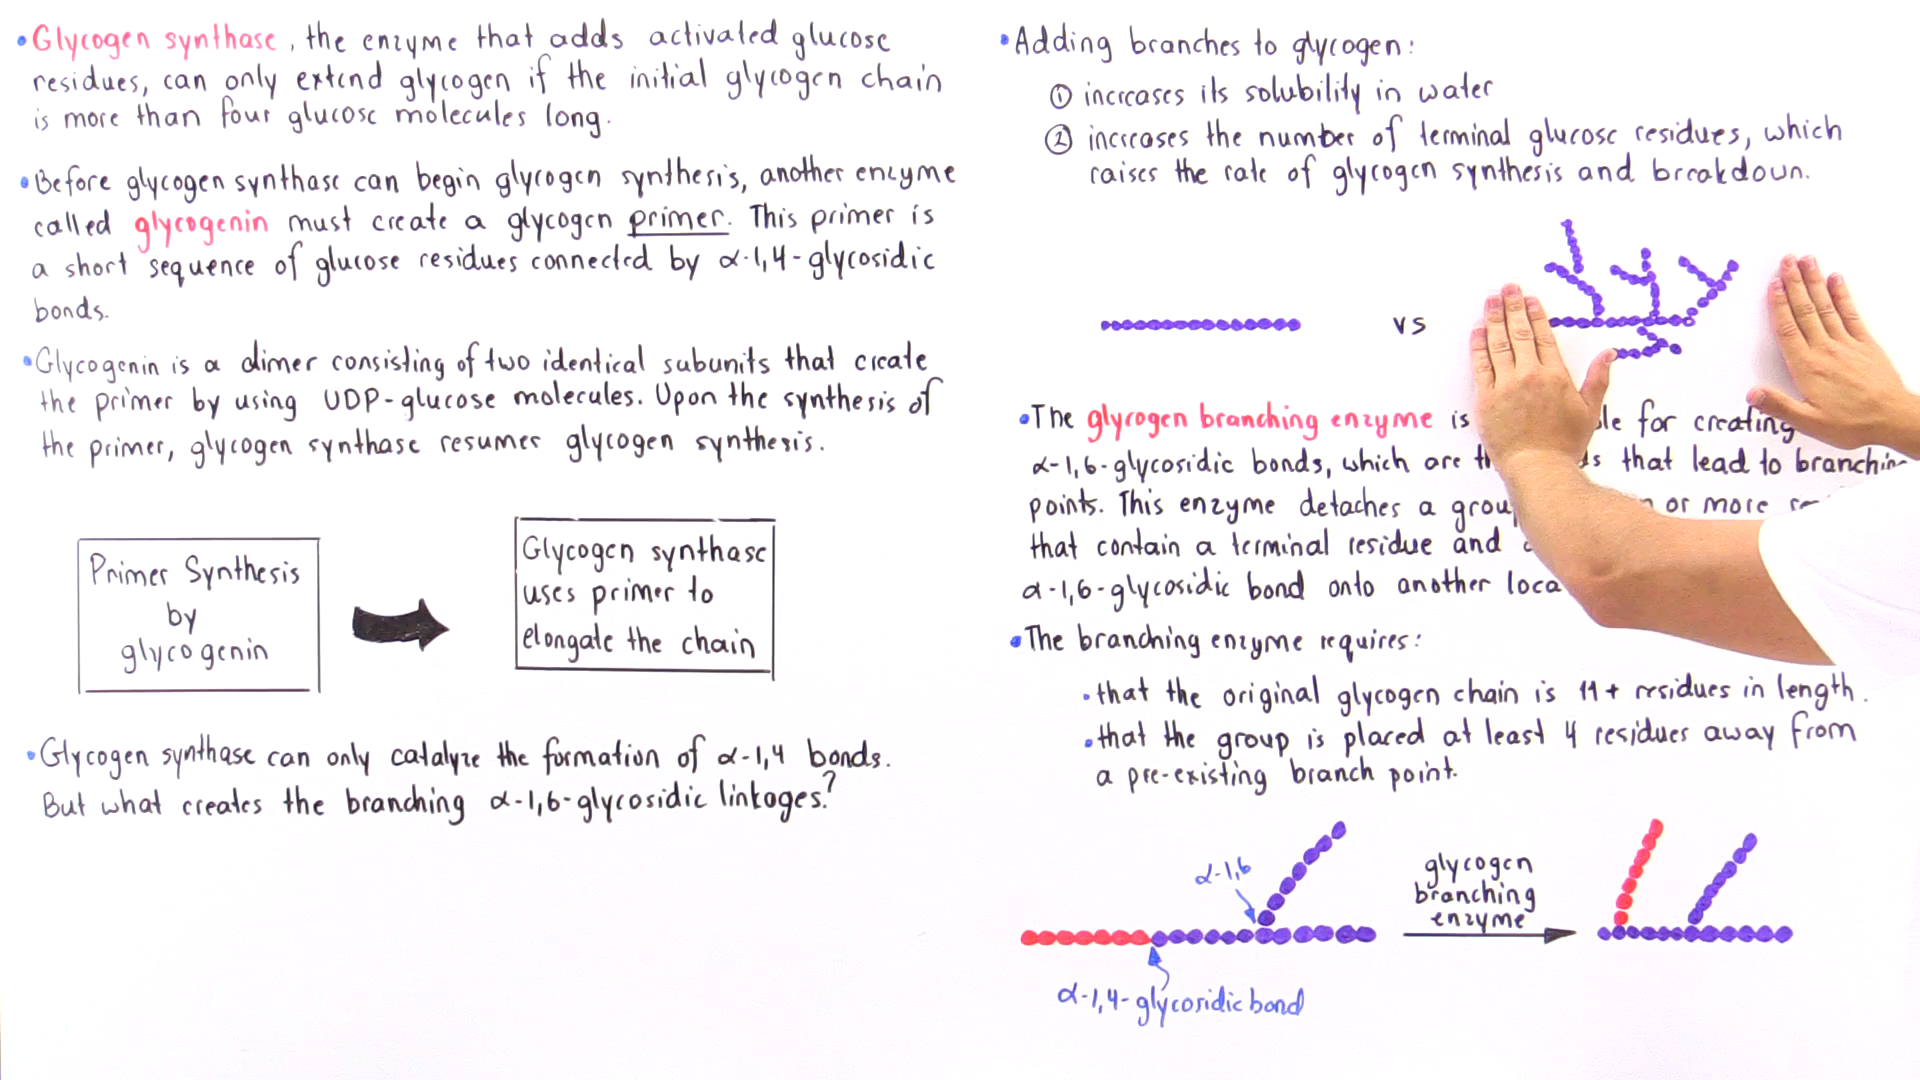 • Glycogen synthase, the enzyme that adds activated glucose
residues, can only extend glycogen if the initial glycogen chain
is more than four glucose molecules long.
• Before glycogen synthase can begin glycogen synthesis, another enzyme
called glycogenin must create a glycogen primer. This primer is
a short sequence of glucose residues connected by α-1,4-glycosidic
bonds.
• Glycogenin is a dimer consisting of two identical subunits that create
the primer by using UDP-glucose molecules. Upon the synthesis of
the primer, glycogen synthase resumes glycogen synthesis.
Primer Synthesis
by
glycogenin
Glycogen synthase
uses primer to
elongate the chain
• Glycogen synthase can only catalyze the formation of α-1,4 bonds.
But what creates the branching α-1,6-glycosidic linkages?
• Adding branches to glycogen:
① increases its solubility in water
② increases the number of terminal glucose residues, which
raises the rate of glycogen synthesis and breakdown.
vs
• The glycogen branching enzyme is for creating
α-1,6-glycosidic bonds, which are that lead to branching
points. This enzyme detaches a or more
that contain a terminal residue and
α-1,6-glycosidic bond onto another
• The branching enzyme requires:
• that the original glycogen chain is 11+ residues in length.
• that the group is placed at least 4 residues away from
a pre-existing branch point.
α-1,6
glycogen
branching
enzyme
α-1,4-glycosidic bond